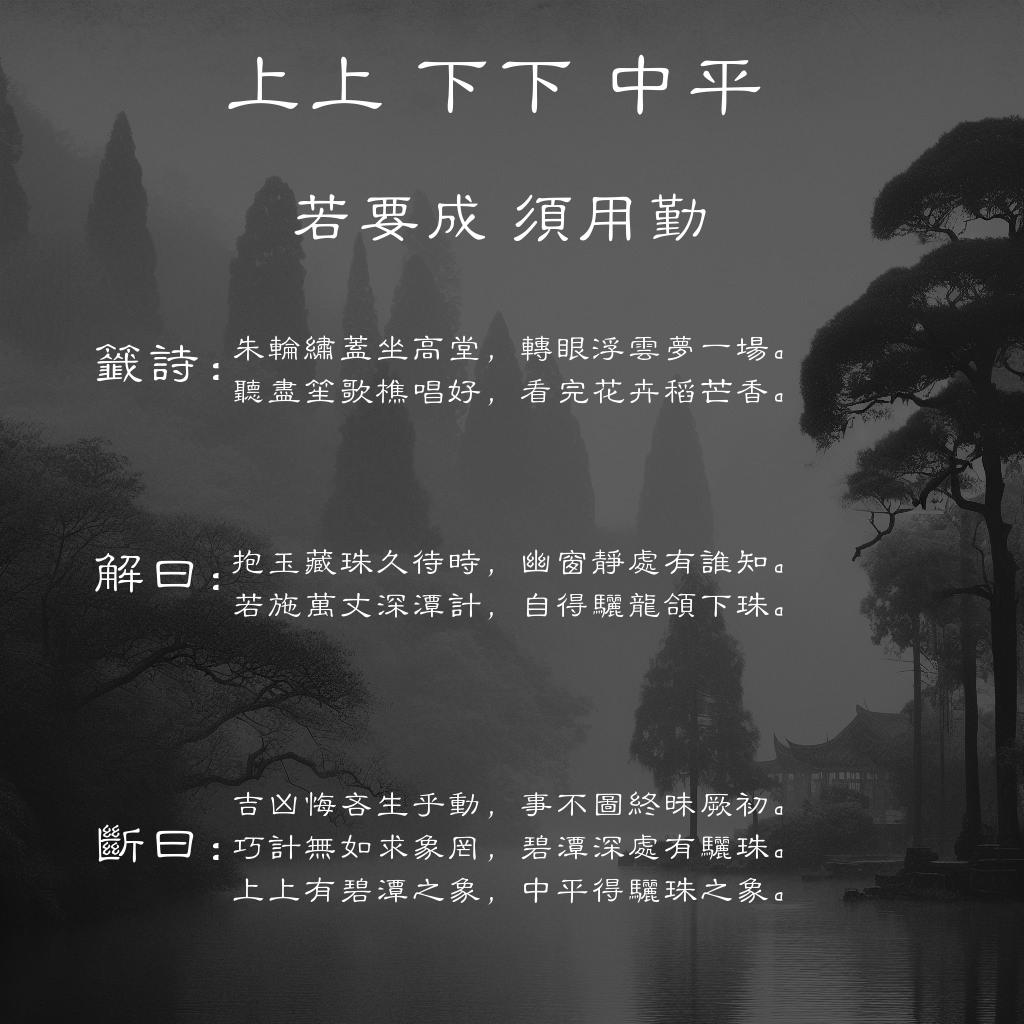 上上 下下 中平
若要成 須用勤
籤詩：
朱輪繡蓋坐高堂，轉眼浮雲夢一場。
聽盡笙歌樵唱好，看完花卉稻芒香。
解曰：
抱玉藏珠久待時，幽窗靜處有誰知。
若施萬丈深潭計，自得驪龍頷下珠。
斷曰：
吉凶悔吝生乎動，事不圖終昧厥初。
巧計無如求象罔，碧潭深處有驪珠。
上上有碧潭之象，中平得驪珠之象。